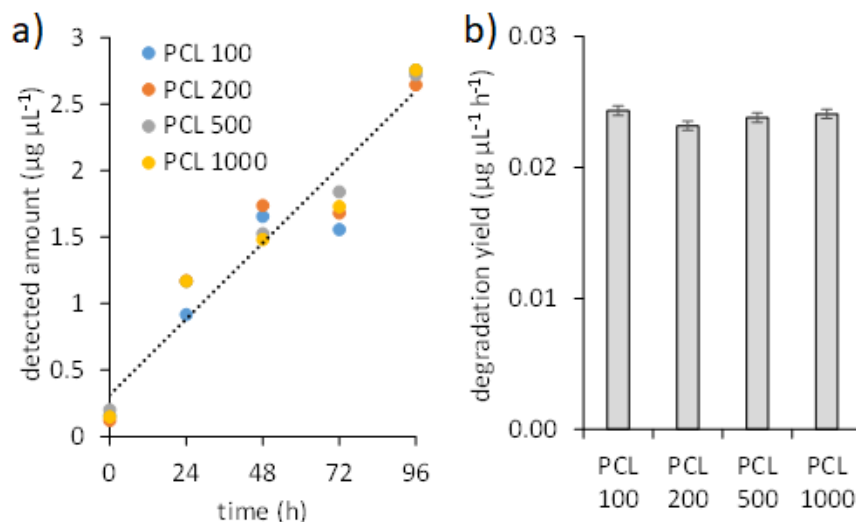 a)
detected amount (µg µL⁻¹)
3
2.5
2
1.5
1
0.5
0
PCL 100
PCL 200
PCL 500
PCL 1000
0 24 48 72 96
time (h)
b)
degradation yield (µg µL⁻¹ h⁻¹)
0.03
0.02
0.01
0.00
PCL PCL PCL PCL
100 200 500 1000